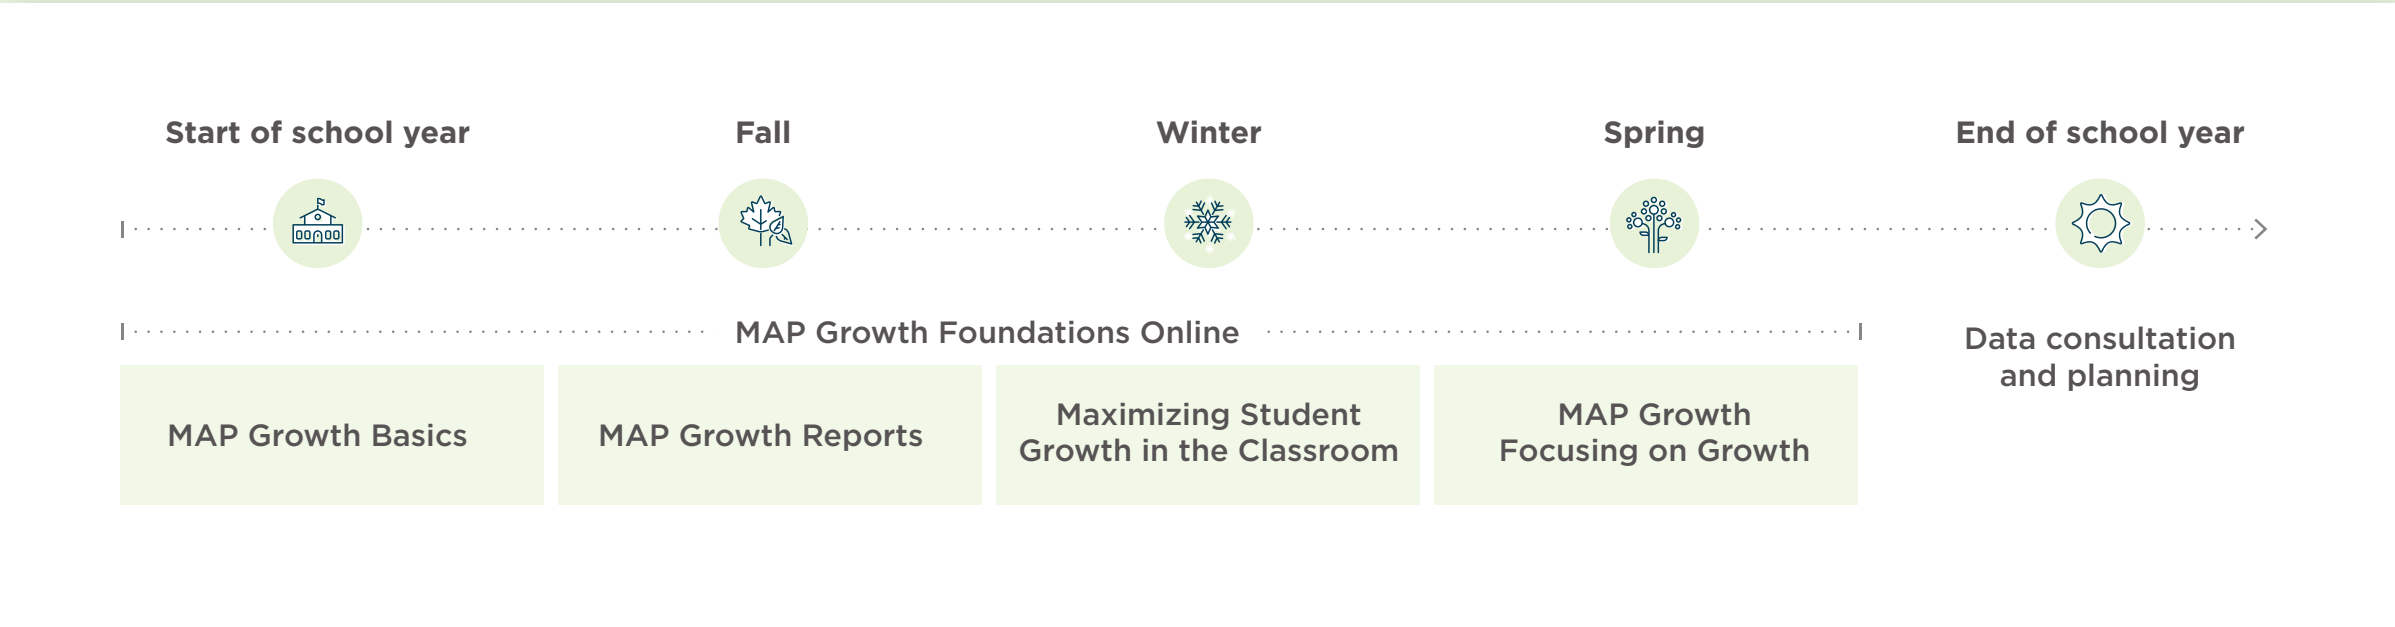 Start of school year
Fall
Winter
Spring
End of school year
MAP Growth Foundations Online
Data consultation
and planning
MAP Growth Basics
MAP Growth Reports
Maximizing Student
Growth in the Classroom
MAP Growth
Focusing on Growth